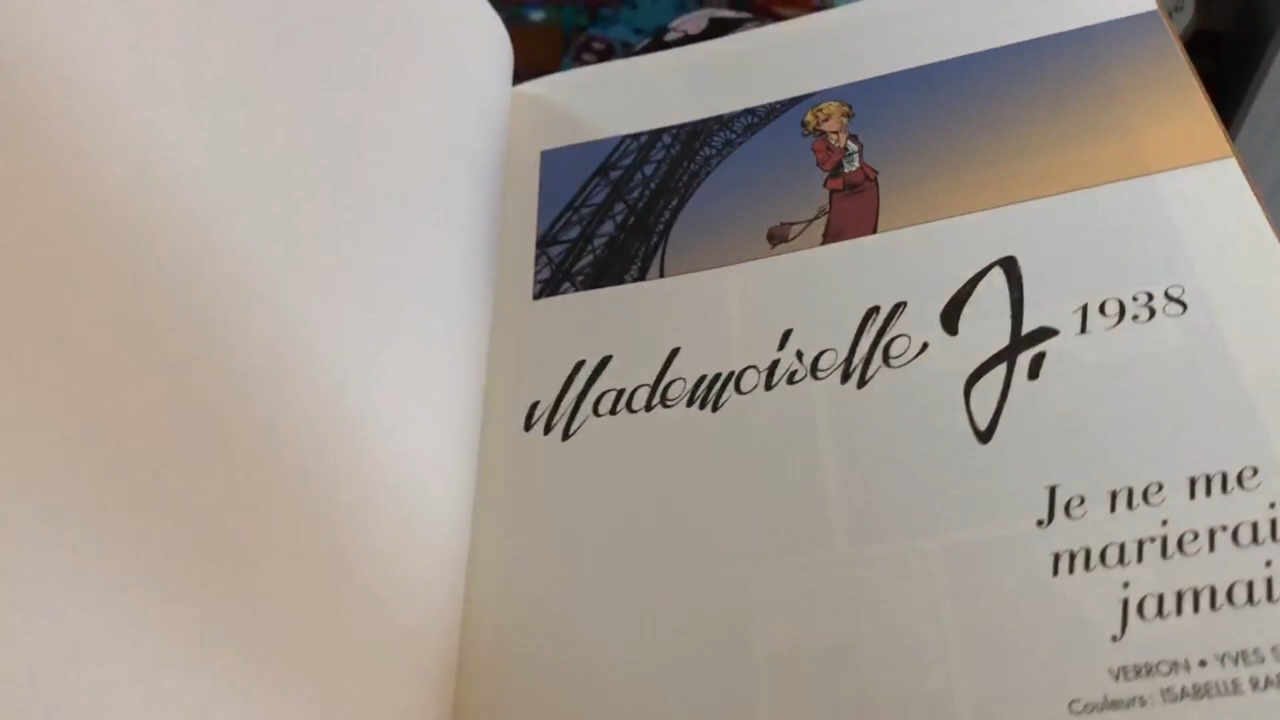 Mademoiselle J. 1938
Je ne me
marierai
jamai
VERRON • YVES
Couleurs: ISABELLE